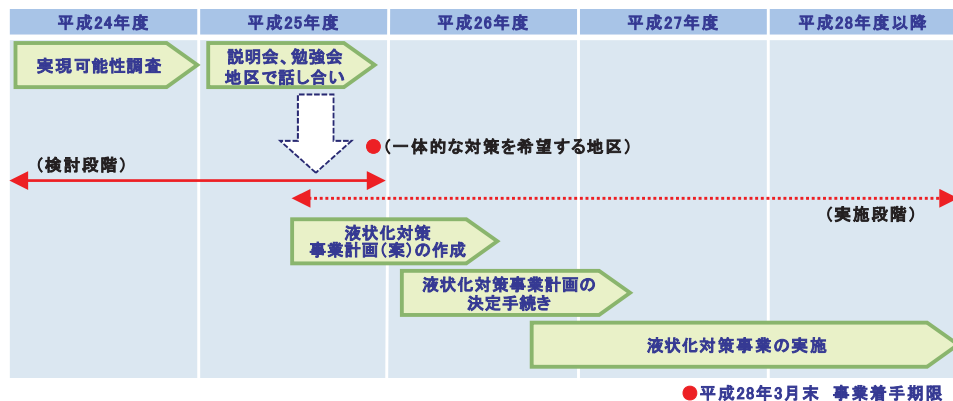 平成24年度
平成25年度
平成26年度
平成27年度
平成28年度以降
実現可能性調査
説明会、勉強会
地区で話し合い
●(一体的な対策を希望する地区)
(検討段階)
(実施段階)
液状化対策
事業計画(案)の作成
液状化対策事業計画の
決定手続き
液状化対策事業の実施
●平成28年3月末 事業着手期限